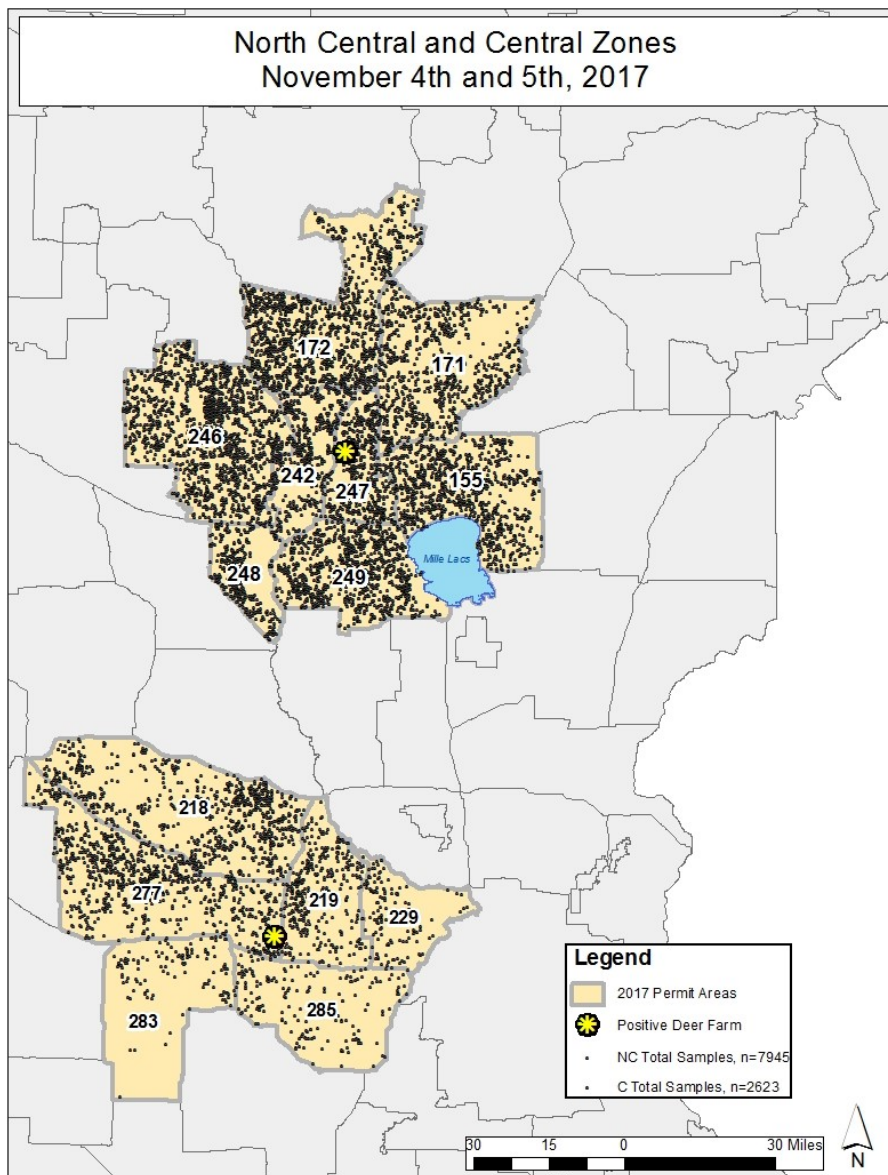 North Central and Central Zones
November 4th and 5th, 2017
172
171
246
242
247
155
Mille Lacs
248
249
218
277
219
229
283
285
Legend
2017 Permit Areas
Positive Deer Farm
NC Total Samples, n=7945
C Total Samples, n=2623
30 15 0 30 Miles
N